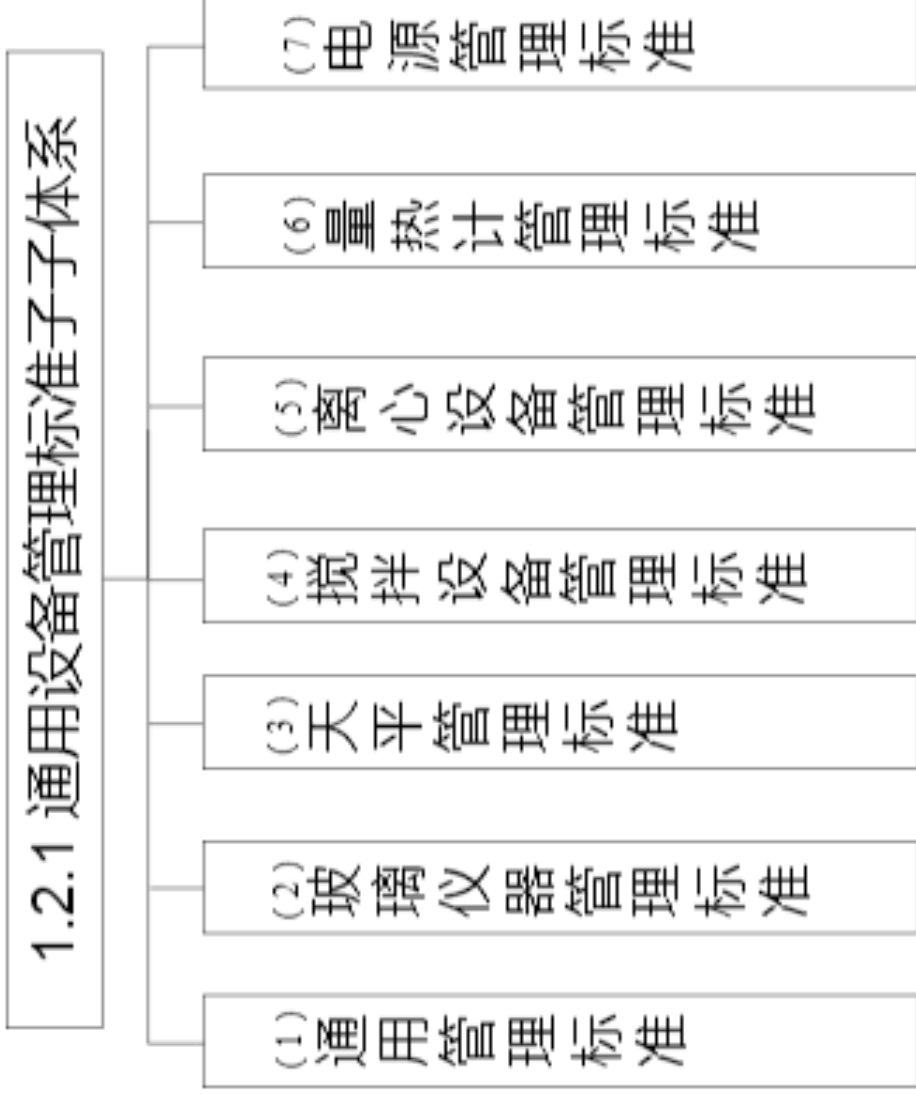 1.2.1 通用设备管理标准子子体系
(1)通用管理标准
(2)玻璃仪器管理标准
(3)天平管理标准
(4)搅拌设备管理标准
(5)离心设备管理标准
(6)量热计管理标准
(7)电源管理标准